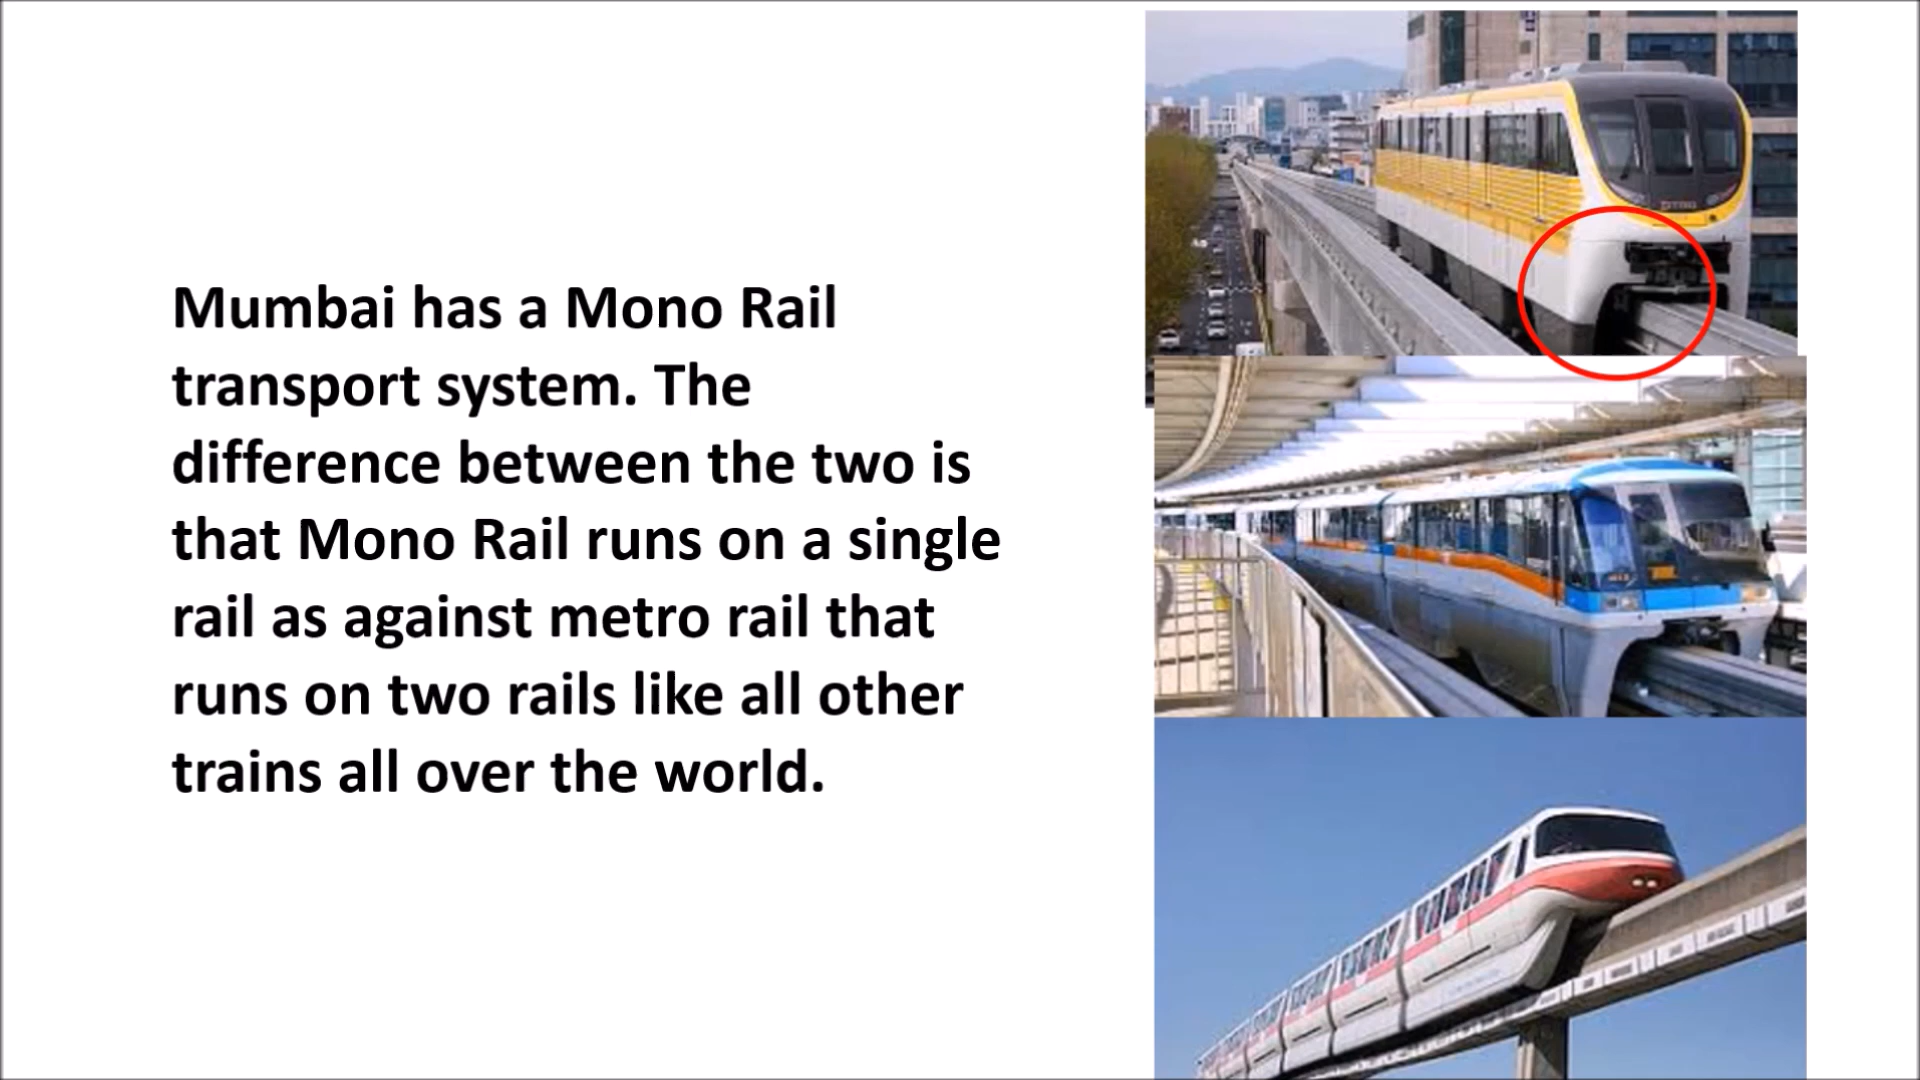 Mumbai has a Mono Rail
transport system. The
difference between the two is
that Mono Rail runs on a single
rail as against metro rail that
runs on two rails like all other
trains all over the world.